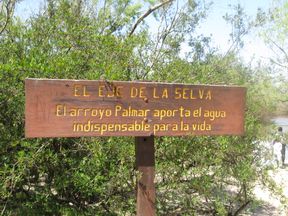 EL EJE DE LA SELVA
El arroyo Palmar aporta el agua
indispensable para la vida